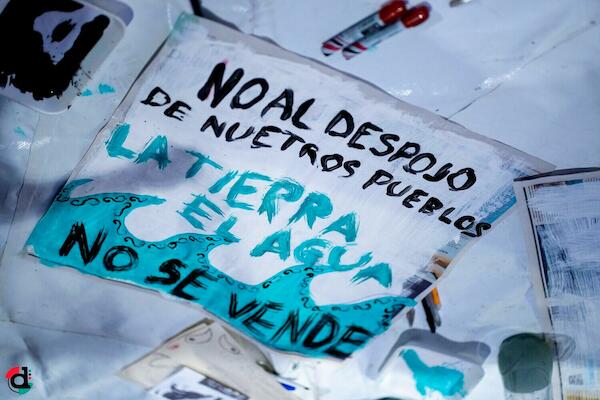 NO AL DESPOJO
DE NUETROS PUEBLOS
LA TIERRA
EL AGUA
NO SE VENDE
d